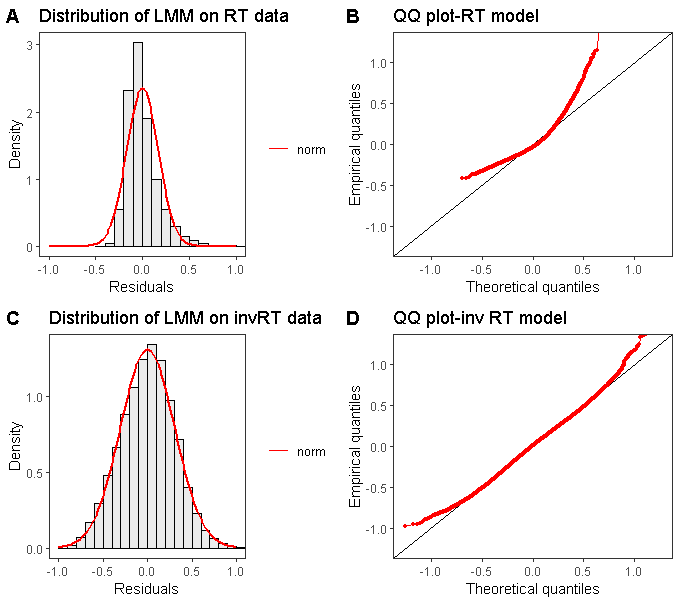 A Distribution of LMM on RT data
3
2
1
0
Density
-1.0 -0.5 0.0 0.5 1.0
Residuals
norm
B QQ plot-RT model
1.0
0.5
0.0
-0.5
-1.0
Empirical quantiles
-1.0 -0.5 0.0 0.5 1.0
Theoretical quantiles
C Distribution of LMM on invRT data
1.0
0.5
0.0
Density
-1.0 -0.5 0.0 0.5 1.0
Residuals
norm
D QQ plot-inv RT model
1.0
0.5
0.0
-0.5
-1.0
Empirical quantiles
-1.0 -0.5 0.0 0.5 1.0
Theoretical quantiles